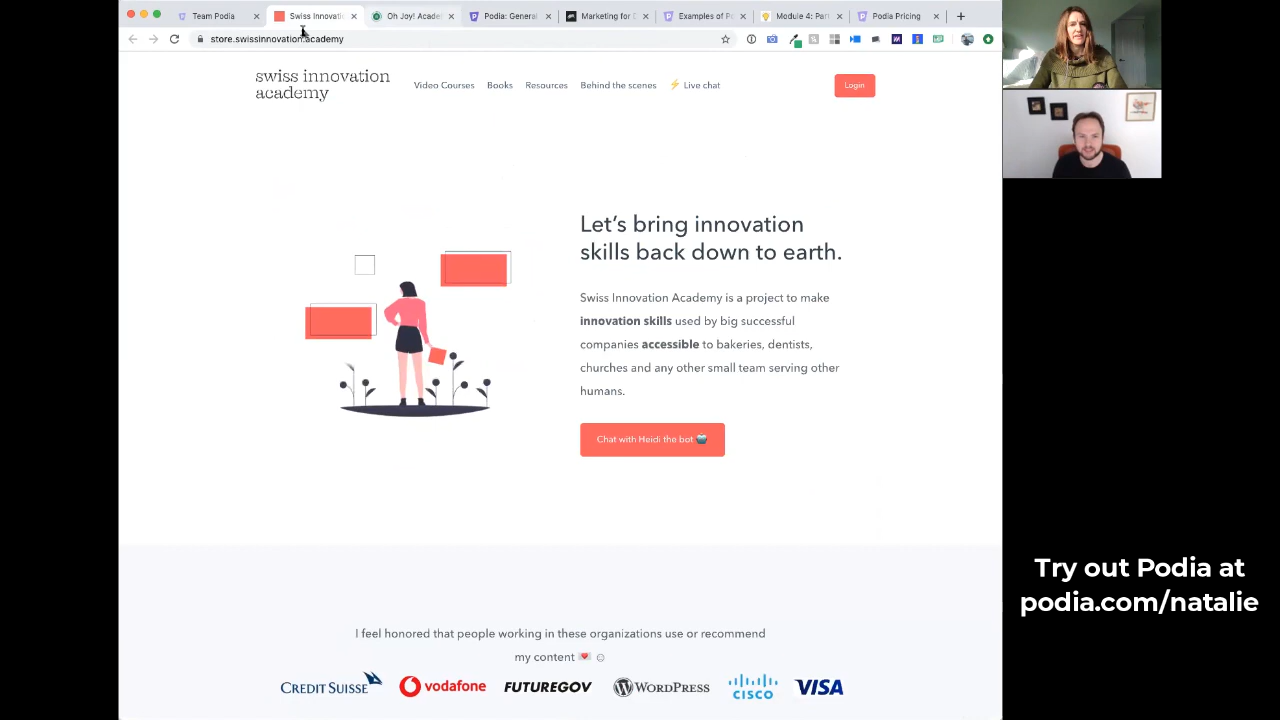 Team Podia
Swiss Innovati
Oh Joy! Acade
Podia: General
Marketing for C
Examples of Po
Module 4: Part
Podia Pricing
store.swissinnovation.academy
swiss innovation
academy
Video Courses
Books
Resources
Behind the scenes
⚡ Live chat
Login
Let's bring innovation
skills back down to earth.
Swiss Innovation Academy is a project to make
innovation skills used by big successful
companies accessible to bakeries, dentists,
churches and any other small team serving other
humans.
Chat with Heidi the bot
I feel honored that people working in these organizations use or recommend
my content 💌 ☺
CREDIT SUISSE
vodafone
FUTUREGOV
WORDPRESS
CISCO
VISA
Try out Podia at
podia.com/natalie